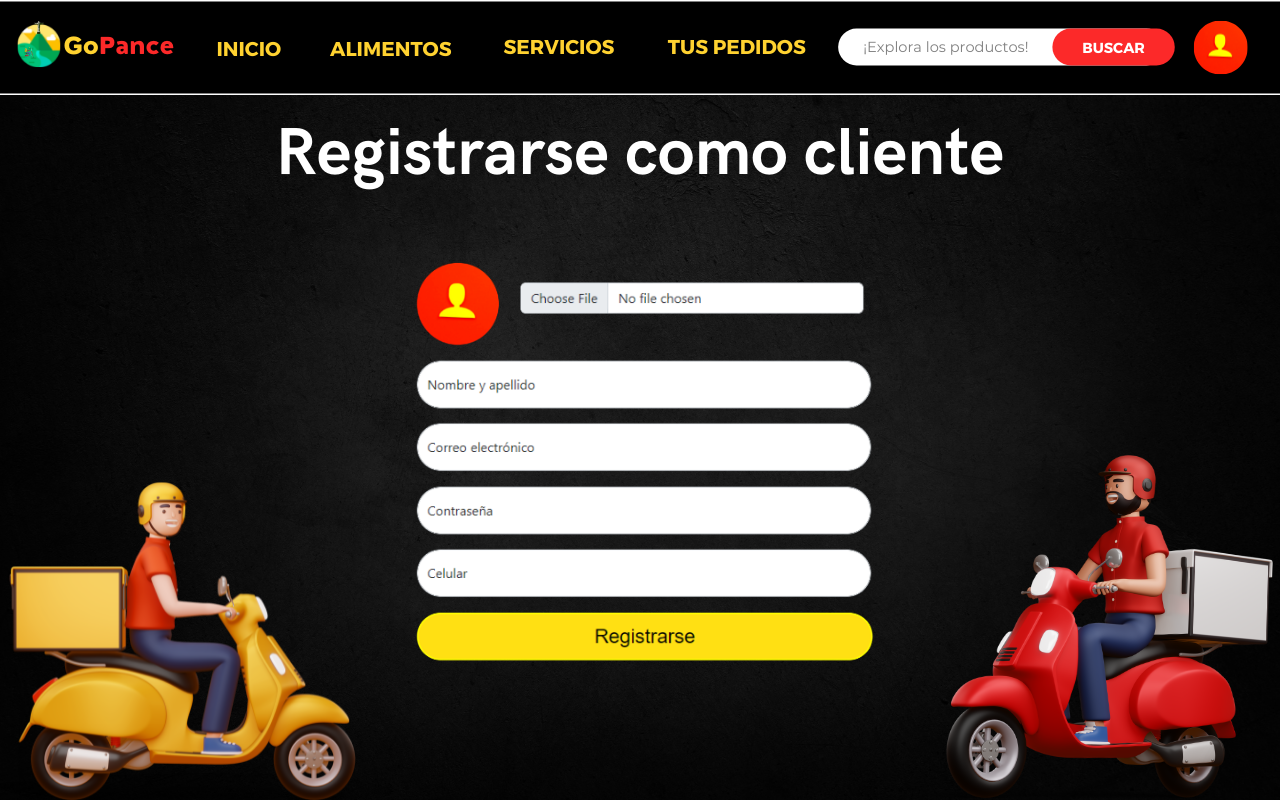 GoPance
INICIO
ALIMENTOS
SERVICIOS
TUS PEDIDOS
¡Explora los productos!
BUSCAR
Registrarse como cliente
Choose File
No file chosen
Nombre y apellido
Correo electrónico
Contraseña
Celular
Registrarse